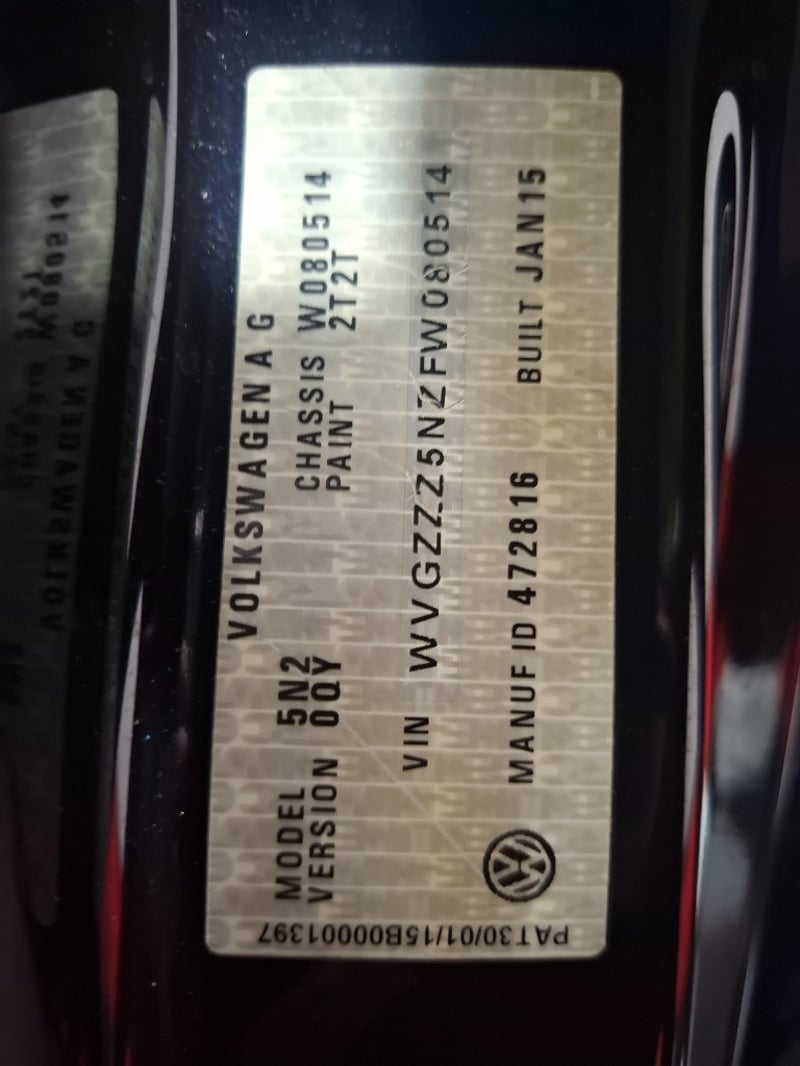 VOLKSWAGEN A G
MODEL 5N2 CHASSIS W080514
VERSION 0QY PAINT 2T2T
VIN WVGZZZ5NZFW080514
MANUF ID 472816 BUILT JAN15
PAT30/01/15B00001397